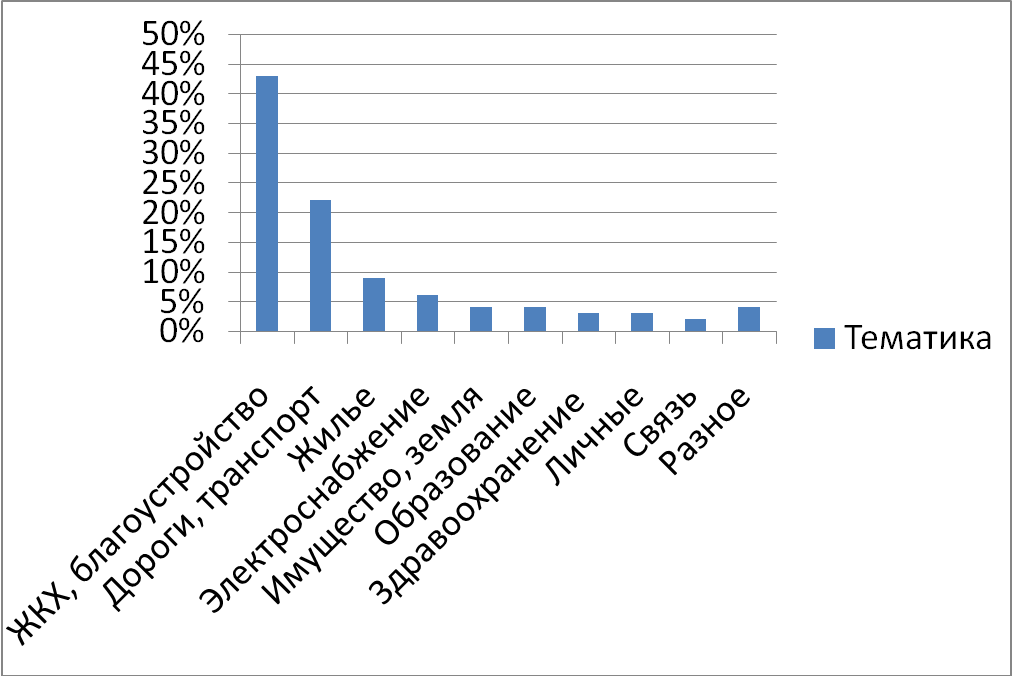 50%
45%
40%
35%
30%
25%
20%
15%
10%
5%
0%
ЖКХ, благоустройство
Дороги, транспорт
Жилье
Электроснабжение
Имущество, земля
Образование
Здравоохранение
Личные
Связь
Разное
Тематика